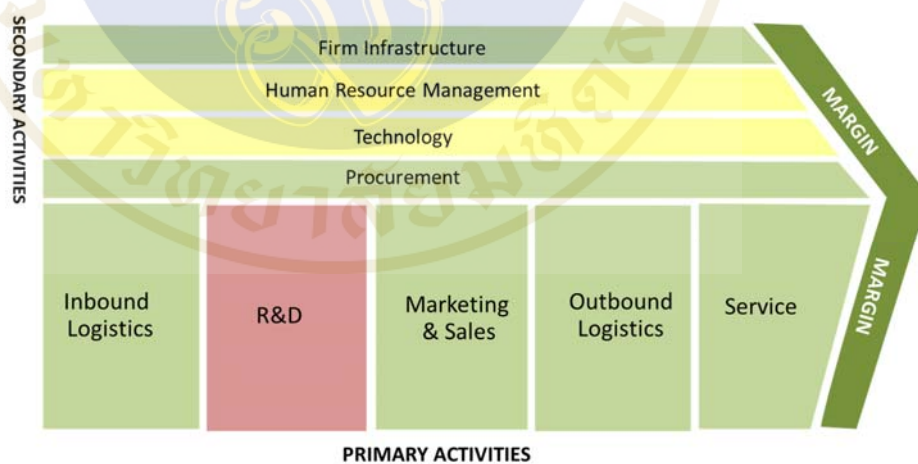 SECONDARY ACTIVITIES
Firm Infrastructure
Human Resource Management
Technology
Procurement
MARGIN
MARGIN
Inbound
Logistics
R&D
Marketing
& Sales
Outbound
Logistics
Service
PRIMARY ACTIVITIES